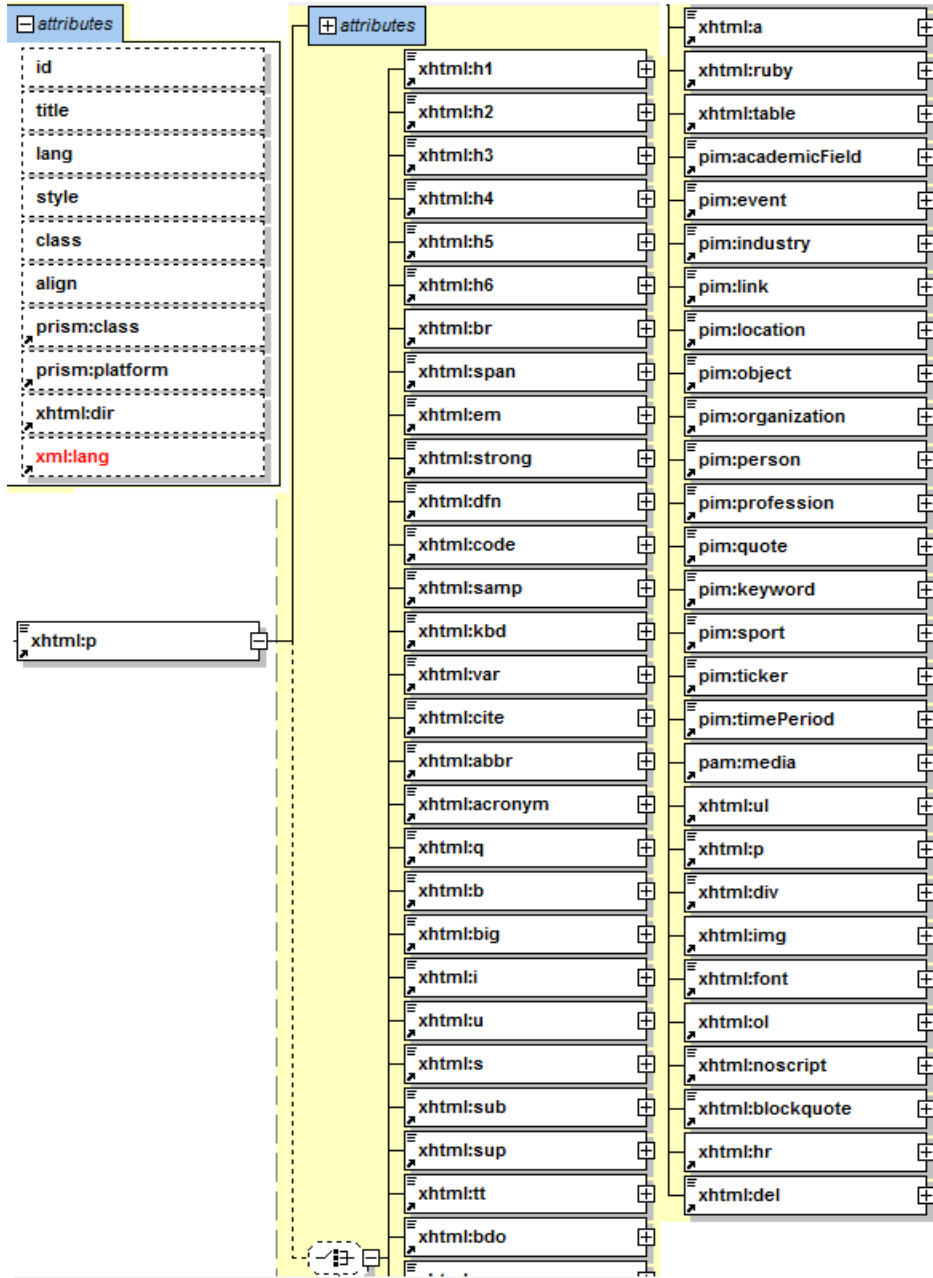 attributes
id
title
lang
style
class
align
prism:class
prism:platform
xhtml:dir
xml:lang
xhtml:p
attributes
xhtml:h1
xhtml:h2
xhtml:h3
xhtml:h4
xhtml:h5
xhtml:h6
xhtml:br
xhtml:span
xhtml:em
xhtml:strong
xhtml:dfn
xhtml:code
xhtml:samp
xhtml:kbd
xhtml:var
xhtml:cite
xhtml:abbr
xhtml:acronym
xhtml:q
xhtml:b
xhtml:big
xhtml:i
xhtml:u
xhtml:s
xhtml:sub
xhtml:sup
xhtml:tt
xhtml:bdo
xhtml:a
xhtml:ruby
xhtml:table
pim:academicField
pim:event
pim:industry
pim:link
pim:location
pim:object
pim:organization
pim:person
pim:profession
pim:quote
pim:keyword
pim:sport
pim:ticker
pim:timePeriod
pam:media
xhtml:ul
xhtml:p
xhtml:div
xhtml:img
xhtml:font
xhtml:ol
xhtml:noscript
xhtml:blockquote
xhtml:hr
xhtml:del